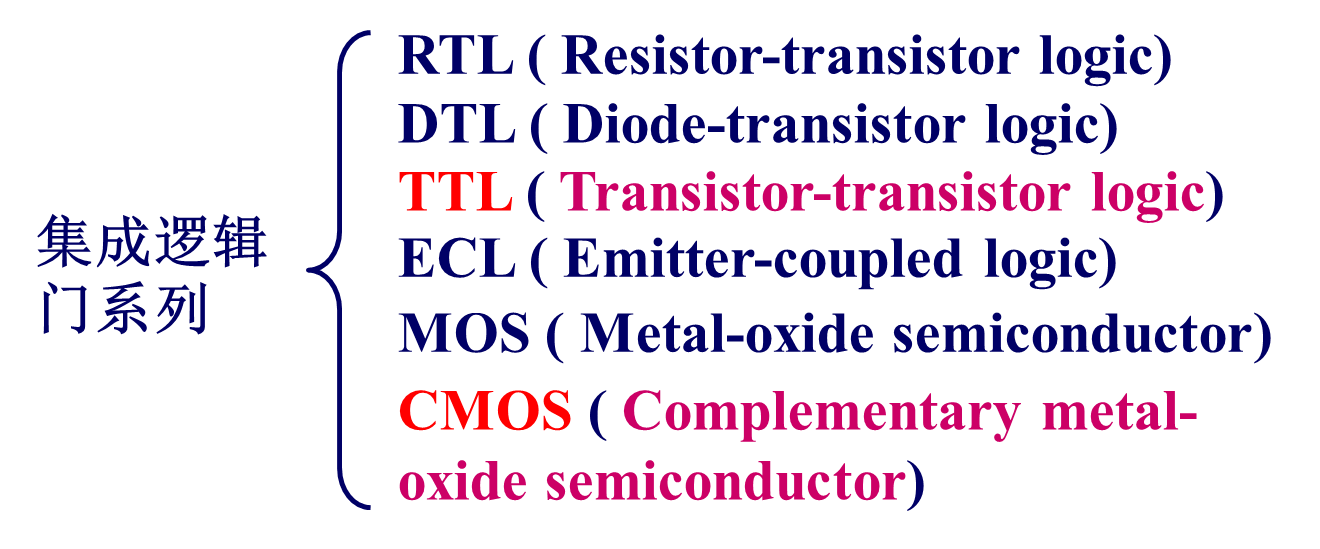 集成逻辑
门系列
RTL ( Resistor-transistor logic)
DTL ( Diode-transistor logic)
TTL ( Transistor-transistor logic)
ECL ( Emitter-coupled logic)
MOS ( Metal-oxide semiconductor)
CMOS ( Complementary metal-
oxide semiconductor)